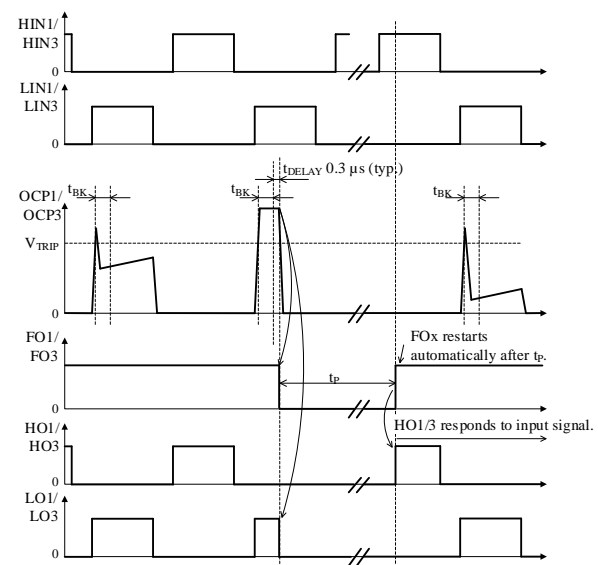 HIN1/
HIN3
0
LIN1/
LIN3
0
tDELAY 0.3 µs (typ.)
tBK
tBK
tBK
OCP1/
OCP3
VTRIP
0
FO1/
FO3
FOx restarts
automatically after tP.
tP
0
HO1/
HO3
HO1/3 responds to input signal.
0
LO1/
LO3
0